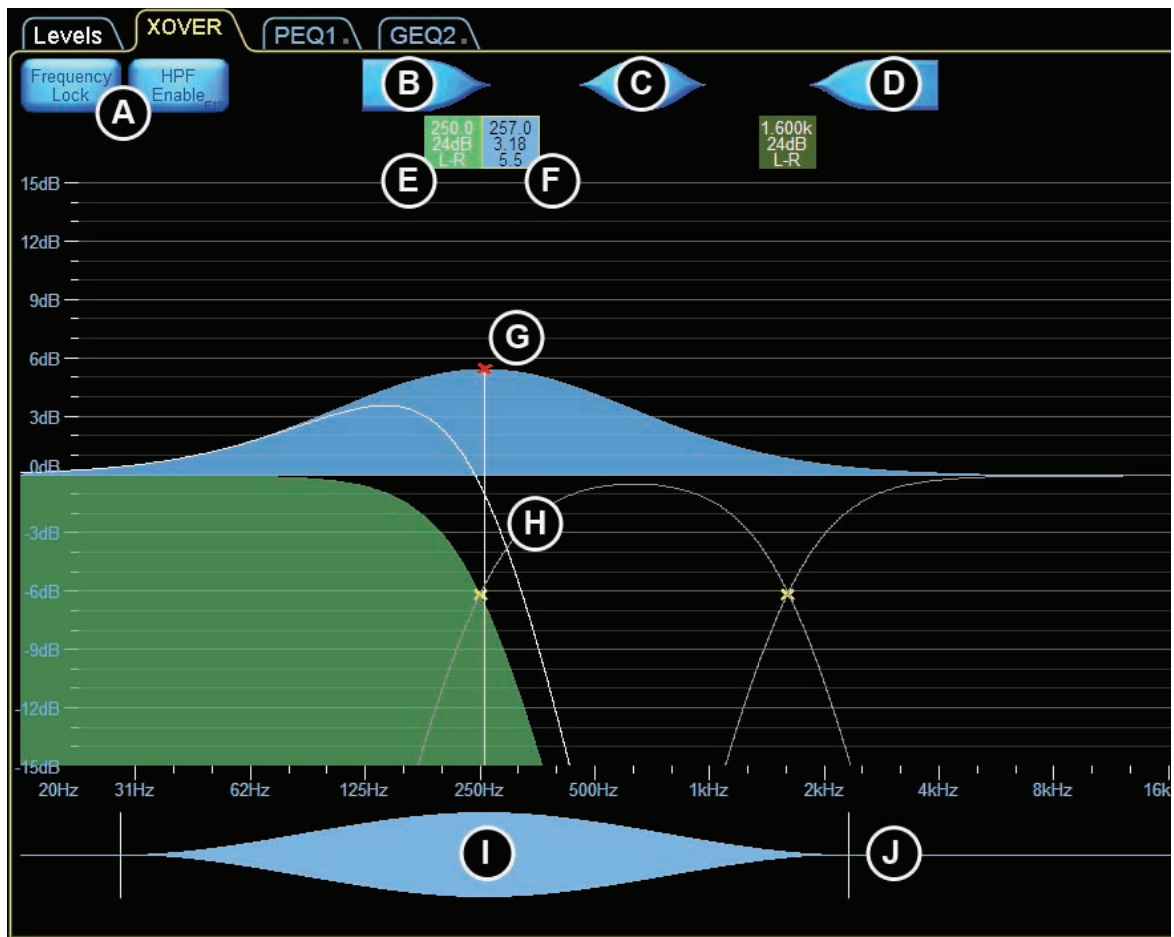 Levels XOVER PEQ1 GEQ2
Frequency Lock HPF Enable F12
A
B C D
250.0 257.0 1.600k
24dB 3.18 24dB
L-R 5.5 L-R
E F
15dB
12dB
9dB
G
6dB
3dB
0dB
H
-3dB
-6dB
-9dB
-12dB
-15dB
20Hz 31Hz 62Hz 125Hz 250Hz 500Hz 1kHz 2kHz 4kHz 8kHz 16k
I J